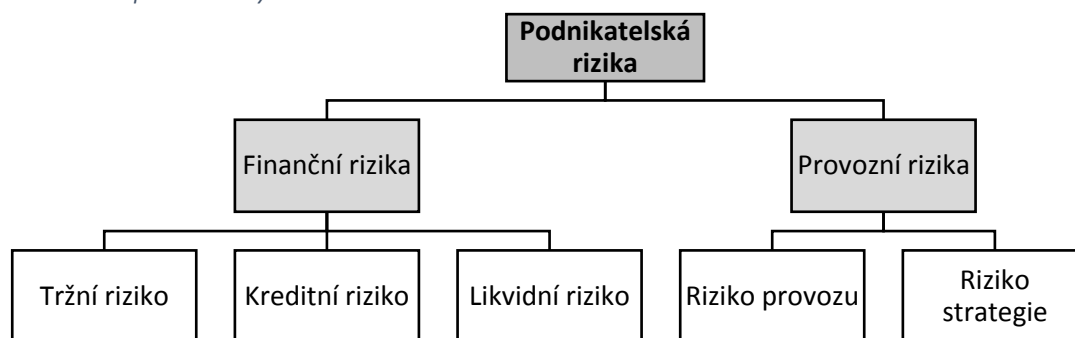 Podnikatelská
rizika
Finanční rizika
Provozní rizika
Tržní riziko
Kreditní riziko
Likvidní riziko
Riziko provozu
Riziko
strategie